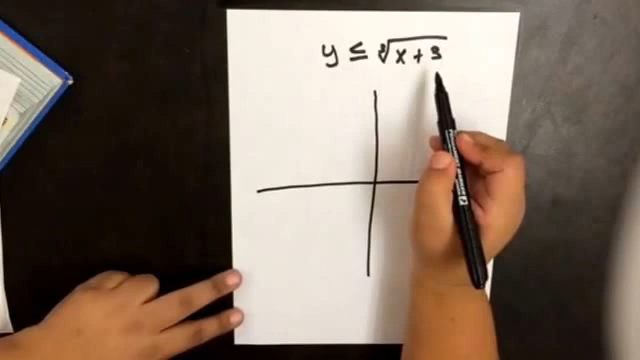 y ≤ ∛(x + 3)